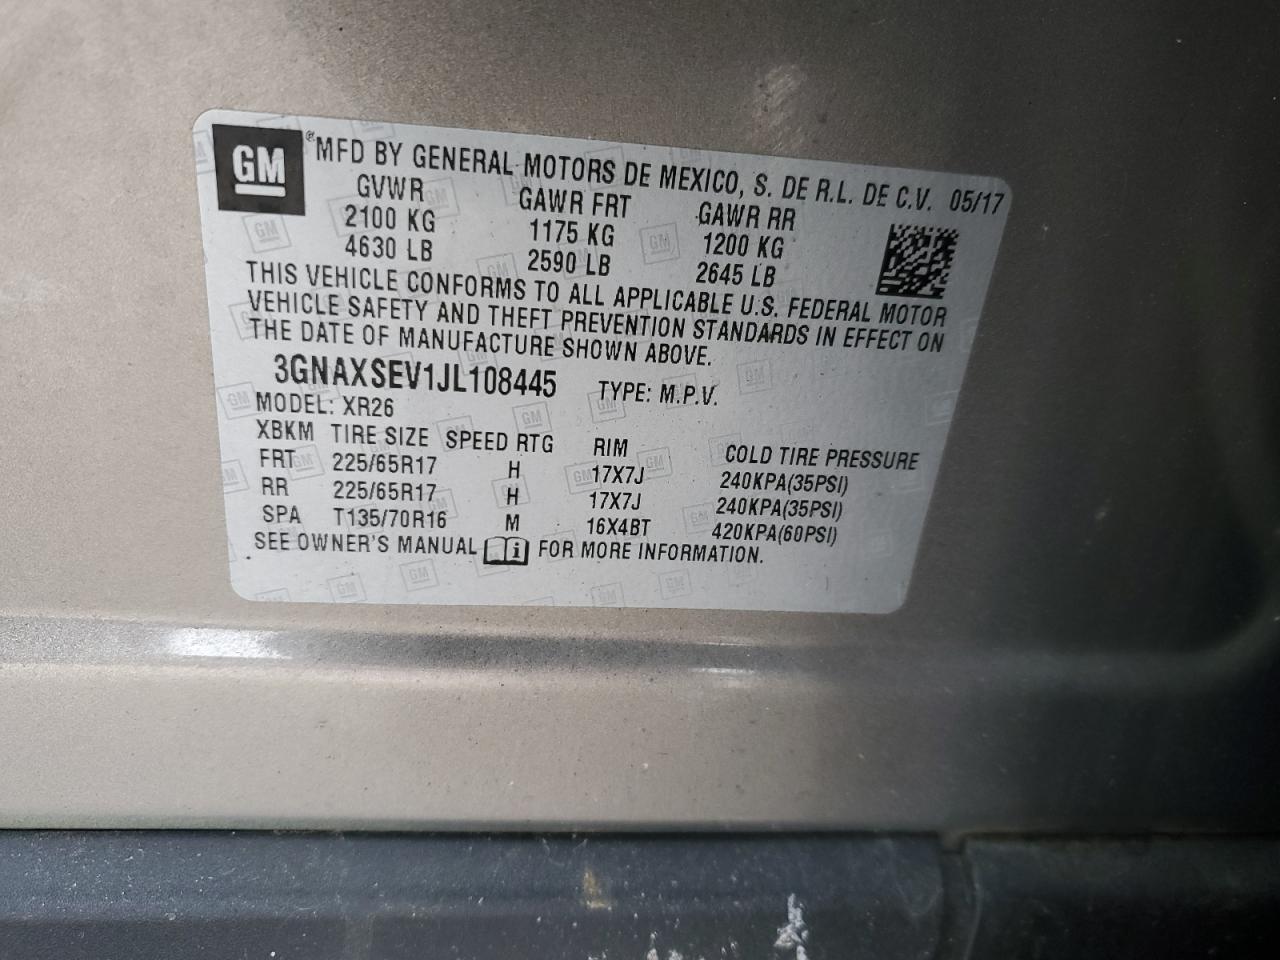 GM ® MFD BY GENERAL MOTORS DE MEXICO, S. DE R.L. DE C.V. 05/17
GVWR GAWR FRT GAWR RR
2100 KG 1175 KG 1200 KG
4630 LB 2590 LB 2645 LB
THIS VEHICLE CONFORMS TO ALL APPLICABLE U.S. FEDERAL MOTOR
VEHICLE SAFETY AND THEFT PREVENTION STANDARDS IN EFFECT ON
THE DATE OF MANUFACTURE SHOWN ABOVE.
3GNAXSEV1JL108445 TYPE: M.P.V.
MODEL: XR26
XBKM TIRE SIZE SPEED RTG RIM COLD TIRE PRESSURE
FRT 225/65R17 H 17X7J 240KPA(35PSI)
RR 225/65R17 H 17X7J 240KPA(35PSI)
SPA T135/70R16 M 16X4BT 420KPA(60PSI)
SEE OWNER'S MANUAL i FOR MORE INFORMATION.